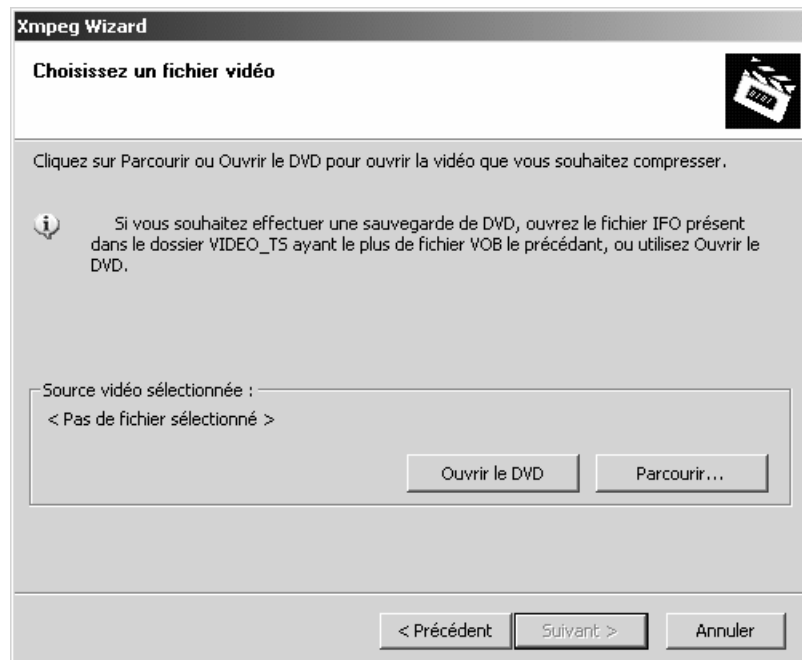 Xmpeg Wizard
Choisissez un fichier vidéo
Cliquez sur Parcourir ou Ouvrir le DVD pour ouvrir la vidéo que vous souhaitez compresser.
Si vous souhaitez effectuer une sauvegarde de DVD, ouvrez le fichier IFO présent
dans le dossier VIDEO_TS ayant le plus de fichier VOB le précédant, ou utilisez Ouvrir le
DVD.
Source vidéo sélectionnée :
< Pas de fichier sélectionné >
Ouvrir le DVD
Parcourir...
< Précédent
Suivant >
Annuler